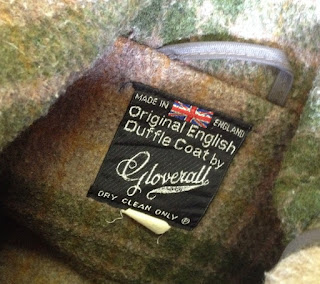 MADE IN ENGLAND
Original English
Duffle Coat by
Gloverall
DRY CLEAN ONLY Ⓟ